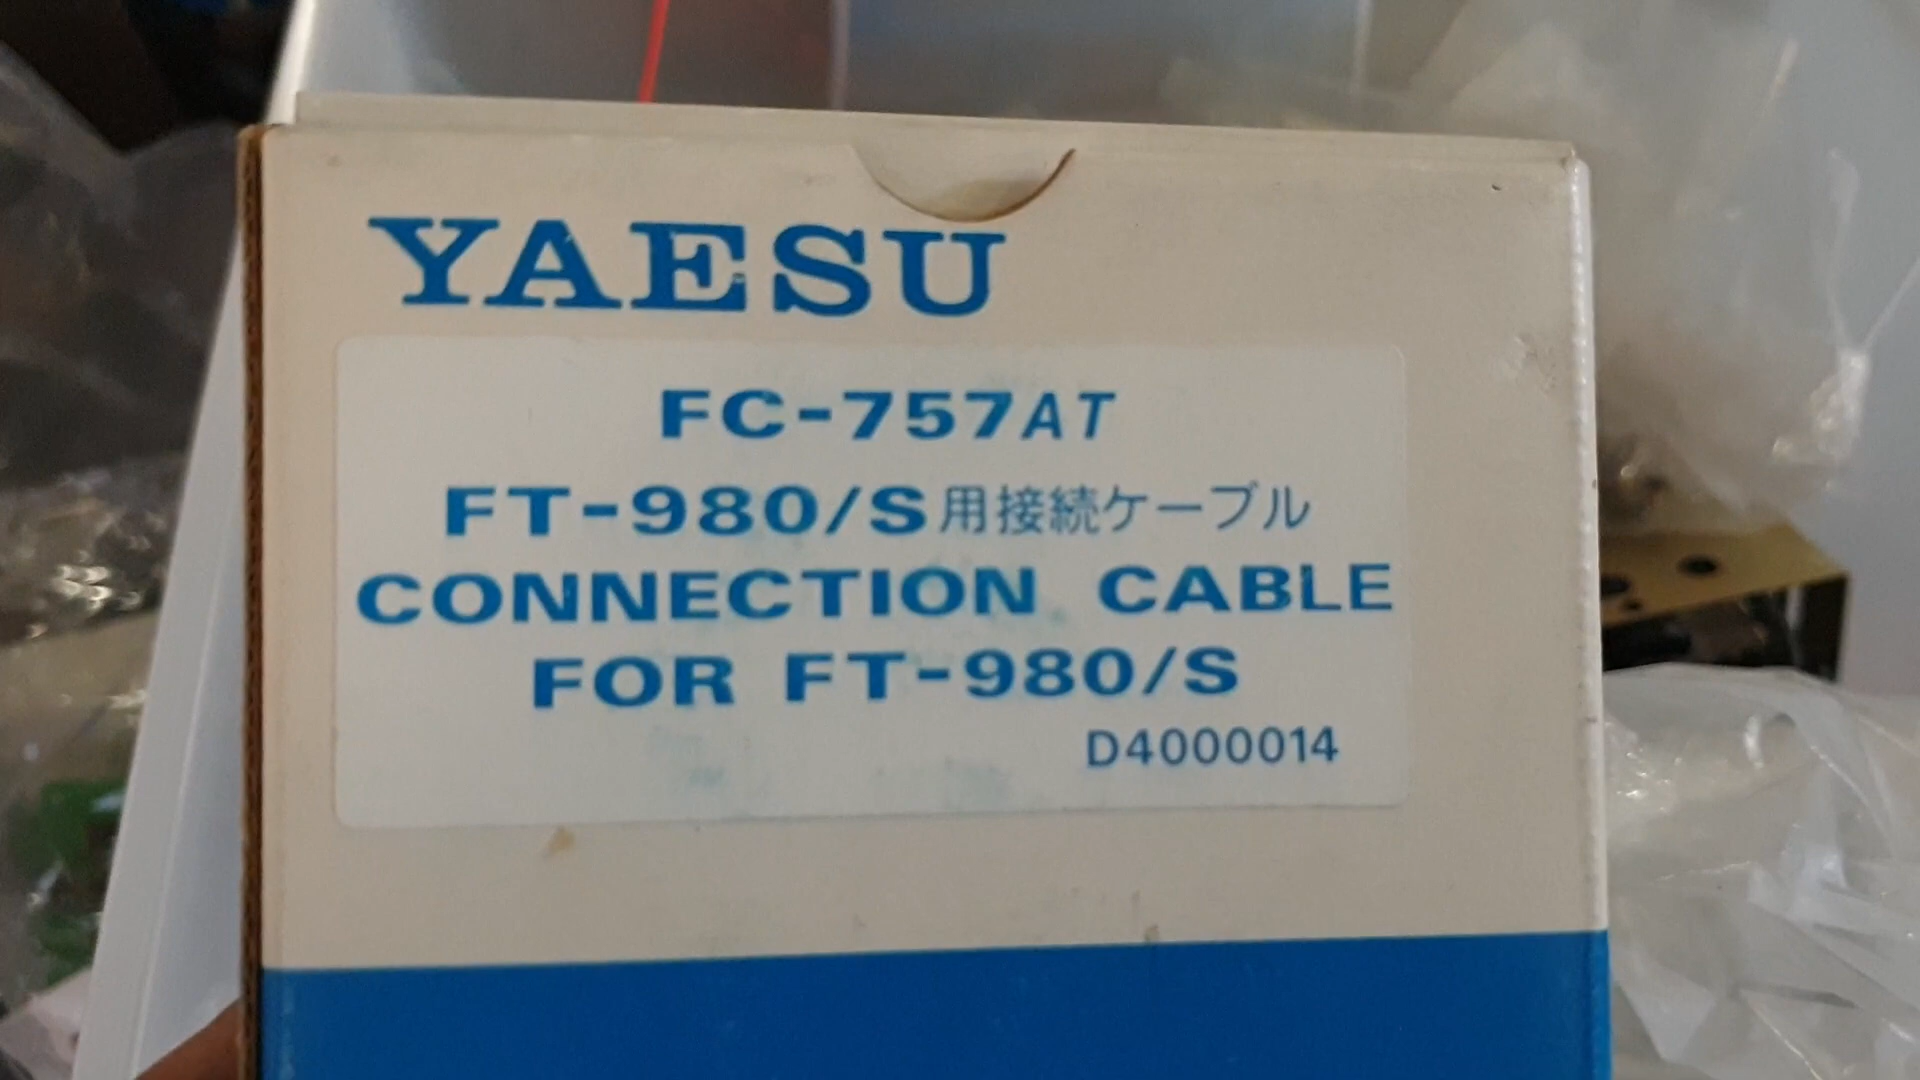 YAESU
FC-757AT
FT-980/S用接続ケーブル
CONNECTION CABLE
FOR FT-980/S
D4000014